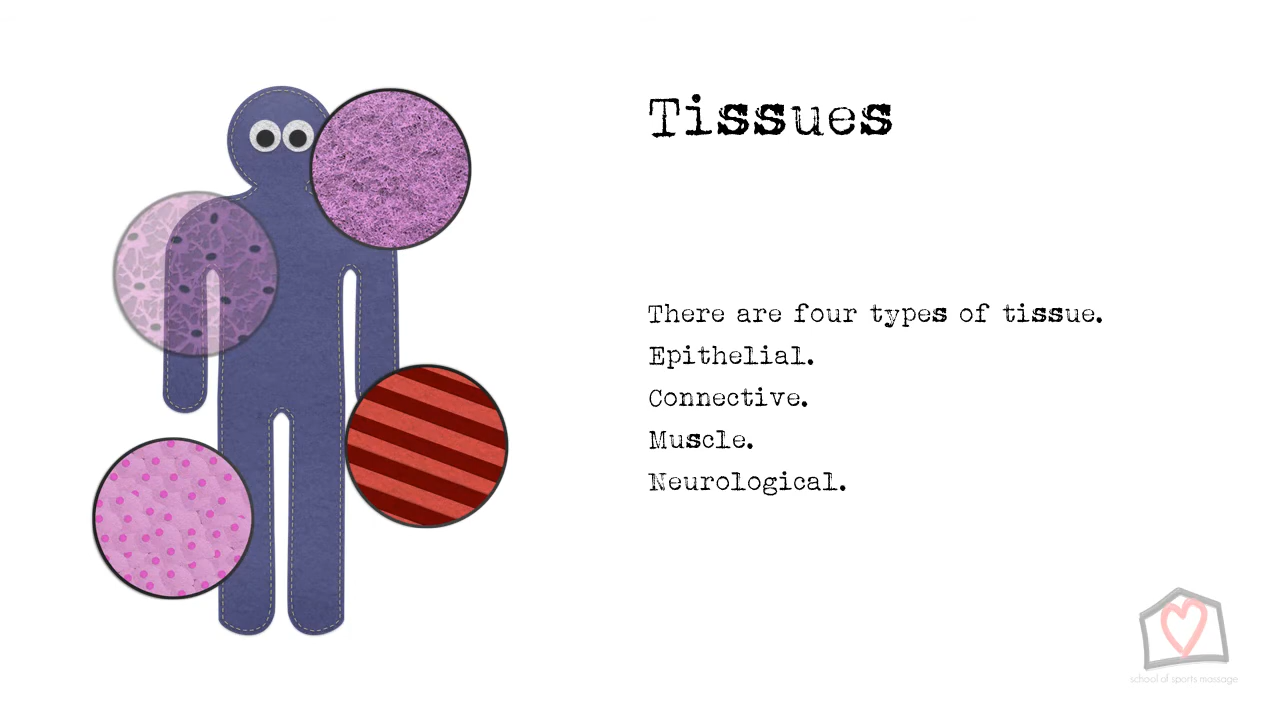 Tissues
There are four types of tissue.
Epithelial.
Connective.
Muscle.
Neurological.
school of sports massage